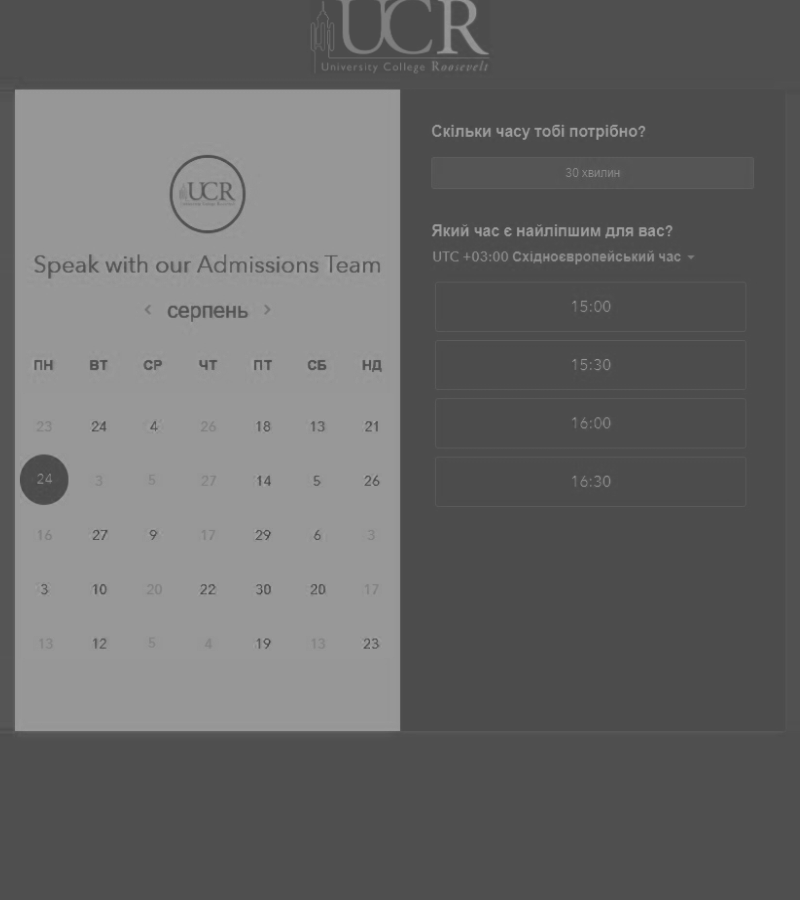 UCR
University College Roosevelt
UCR
Speak with our Admissions Team
серпень
ПН ВТ СР ЧТ ПТ СБ НД
23 24 4 26 18 13 21
24 3 5 27 14 5 26
16 27 9 17 29 6 3
3 10 20 22 30 20 17
13 12 5 4 19 13 23
Скільки часу тобі потрібно?
30 хвилин
Який час є найліпшим для вас?
UTC +03:00 Східноєвропейський час
15:00
15:30
16:00
16:30